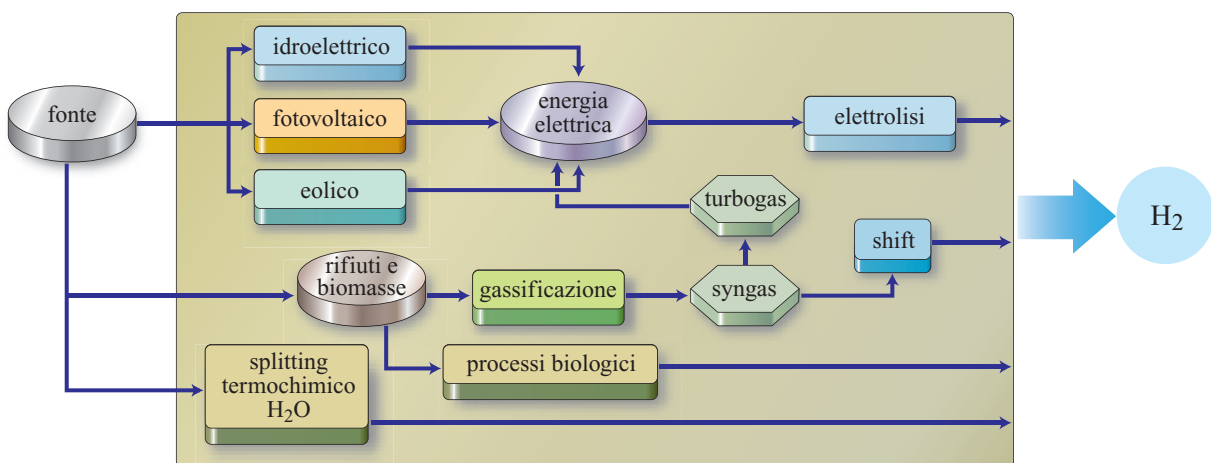 idroelettrico
fonte
fotovoltaico
energia
elettrica
elettrolisi
eolico
turbogas
shift
H₂
rifiuti e
biomasse
gassificazione
syngas
splitting
termochimico
H₂O
processi biologici